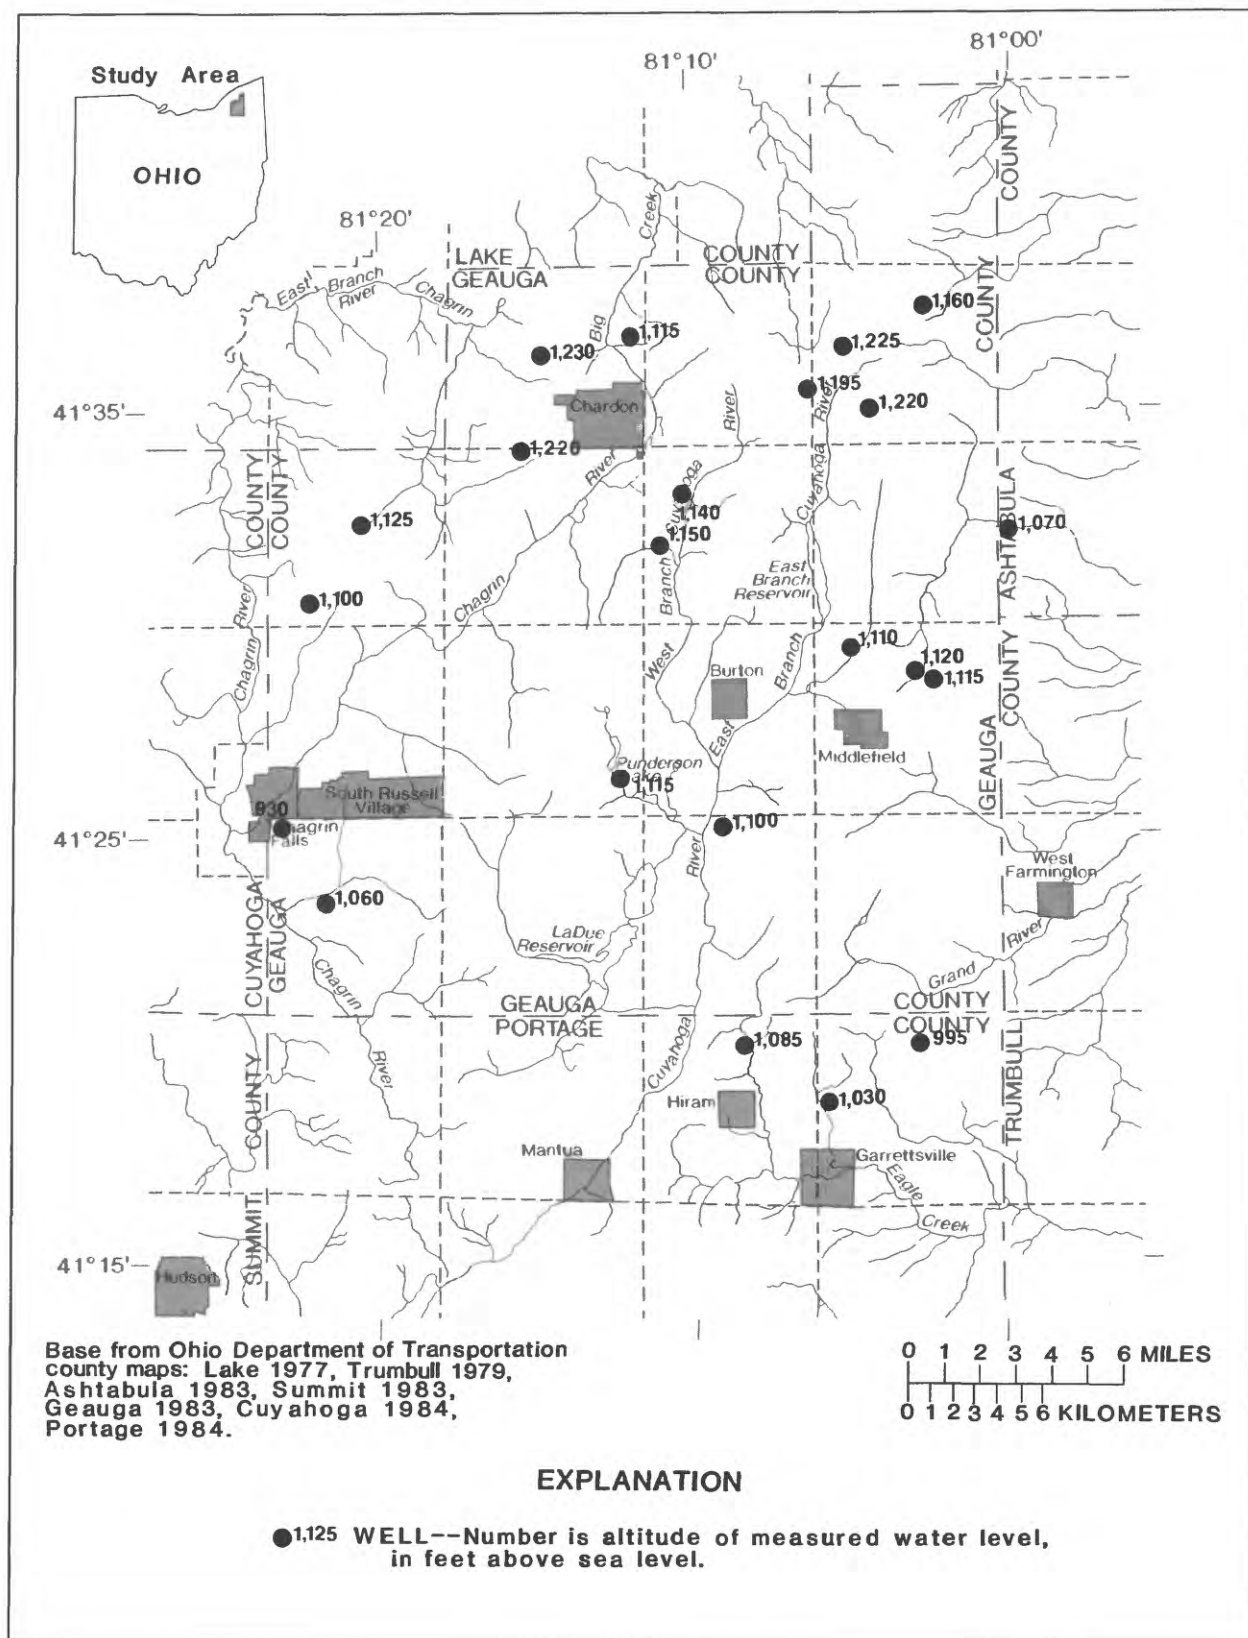 Study Area
OHIO
81°20'
81°10'
81°00'
41°35'
41°25'
41°15'
LAKE
GEAUGA
COUNTY
COUNTY
COUNTY
COUNTY
East
Branch
River
Chagrin
Big
Creek
1,160
1,115
1,225
1,230
1,195
1,220
River
River
Chardon
1,220
River
Cuyahoga
COUNTY
COUNTY
1,125
1,140
1,150
1,070
ASHTABULA
Branch
East
Branch
Reservoir
Chagrin
1,100
River
Chagrin
1,110
1,120
1,115
COUNTY
GEAUGA
West
Burton
Branch
East
Middlefield
Punderson
1,115
South Russell
Village
930
Falls
1,100
River
West
Farmington
1,060
CUYAHOGA
GEAUGA
LaDue
Reservoir
River
Grand
Chagrin
River
GEAUGA
PORTAGE
COUNTY
COUNTY
Cuyahoga
1,085
995
1,030
TRUMBULL
Hiram
COUNTY
SUMMIT
Mantua
Garrettsville
Eagle
Creek
Hudson
Base from Ohio Department of Transportation
county maps: Lake 1977, Trumbull 1979,
Ashtabula 1983, Summit 1983,
Geauga 1983, Cuyahoga 1984,
Portage 1984.
0 1 2 3 4 5 6 MILES
0 1 2 3 4 5 6 KILOMETERS
EXPLANATION
1,125 WELL--Number is altitude of measured water level,
in feet above sea level.